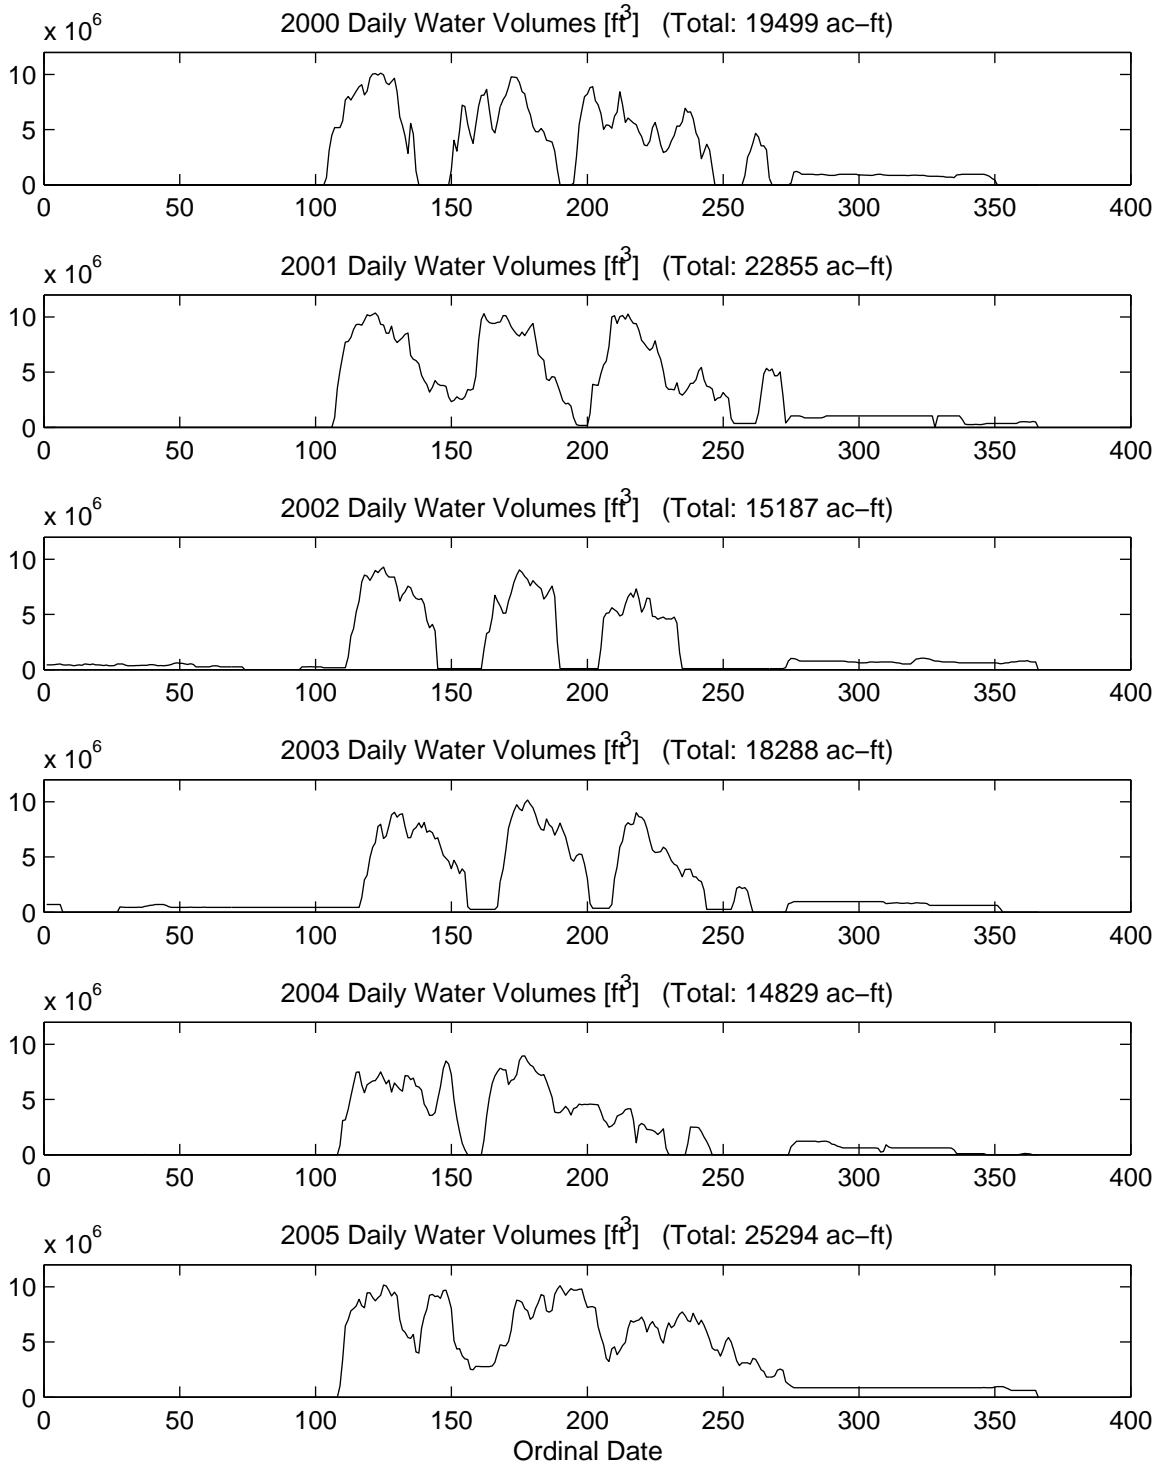 x 10^6
2000 Daily Water Volumes [ft^3] (Total: 19499 ac−ft)
10
5
0
0 50 100 150 200 250 300 350 400
x 10^6
2001 Daily Water Volumes [ft^3] (Total: 22855 ac−ft)
10
5
0
0 50 100 150 200 250 300 350 400
x 10^6
2002 Daily Water Volumes [ft^3] (Total: 15187 ac−ft)
10
5
0
0 50 100 150 200 250 300 350 400
x 10^6
2003 Daily Water Volumes [ft^3] (Total: 18288 ac−ft)
10
5
0
0 50 100 150 200 250 300 350 400
x 10^6
2004 Daily Water Volumes [ft^3] (Total: 14829 ac−ft)
10
5
0
0 50 100 150 200 250 300 350 400
x 10^6
2005 Daily Water Volumes [ft^3] (Total: 25294 ac−ft)
10
5
0
0 50 100 150 200 250 300 350 400
Ordinal Date